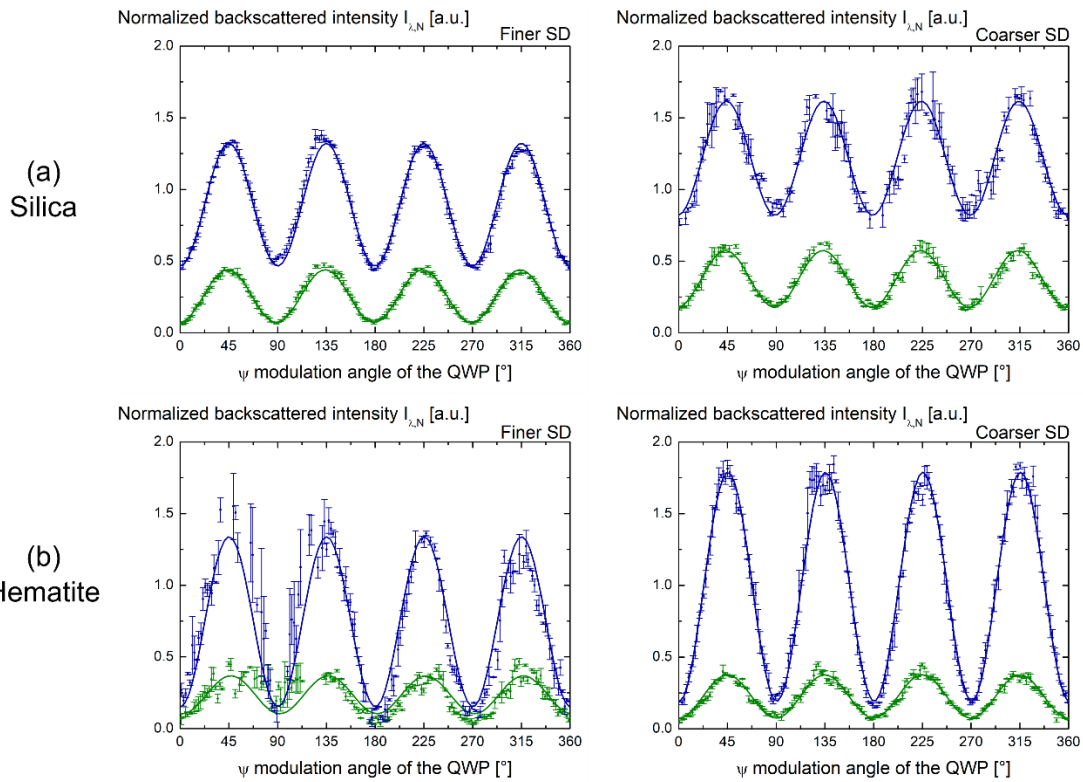 Normalized backscattered intensity I_λ,N [a.u.]
Finer SD
2.0
1.5
1.0
0.5
0.0
0 45 90 135 180 225 270 315 360
ψ modulation angle of the QWP [°]
Normalized backscattered intensity I_λ,N [a.u.]
Coarser SD
2.0
1.5
1.0
0.5
0.0
0 45 90 135 180 225 270 315 360
ψ modulation angle of the QWP [°]
(a)
Silica
Normalized backscattered intensity I_λ,N [a.u.]
Finer SD
2.0
1.5
1.0
0.5
0.0
0 45 90 135 180 225 270 315 360
ψ modulation angle of the QWP [°]
Normalized backscattered intensity I_λ,N [a.u.]
Coarser SD
2.0
1.5
1.0
0.5
0.0
0 45 90 135 180 225 270 315 360
ψ modulation angle of the QWP [°]
(b)
Hematite